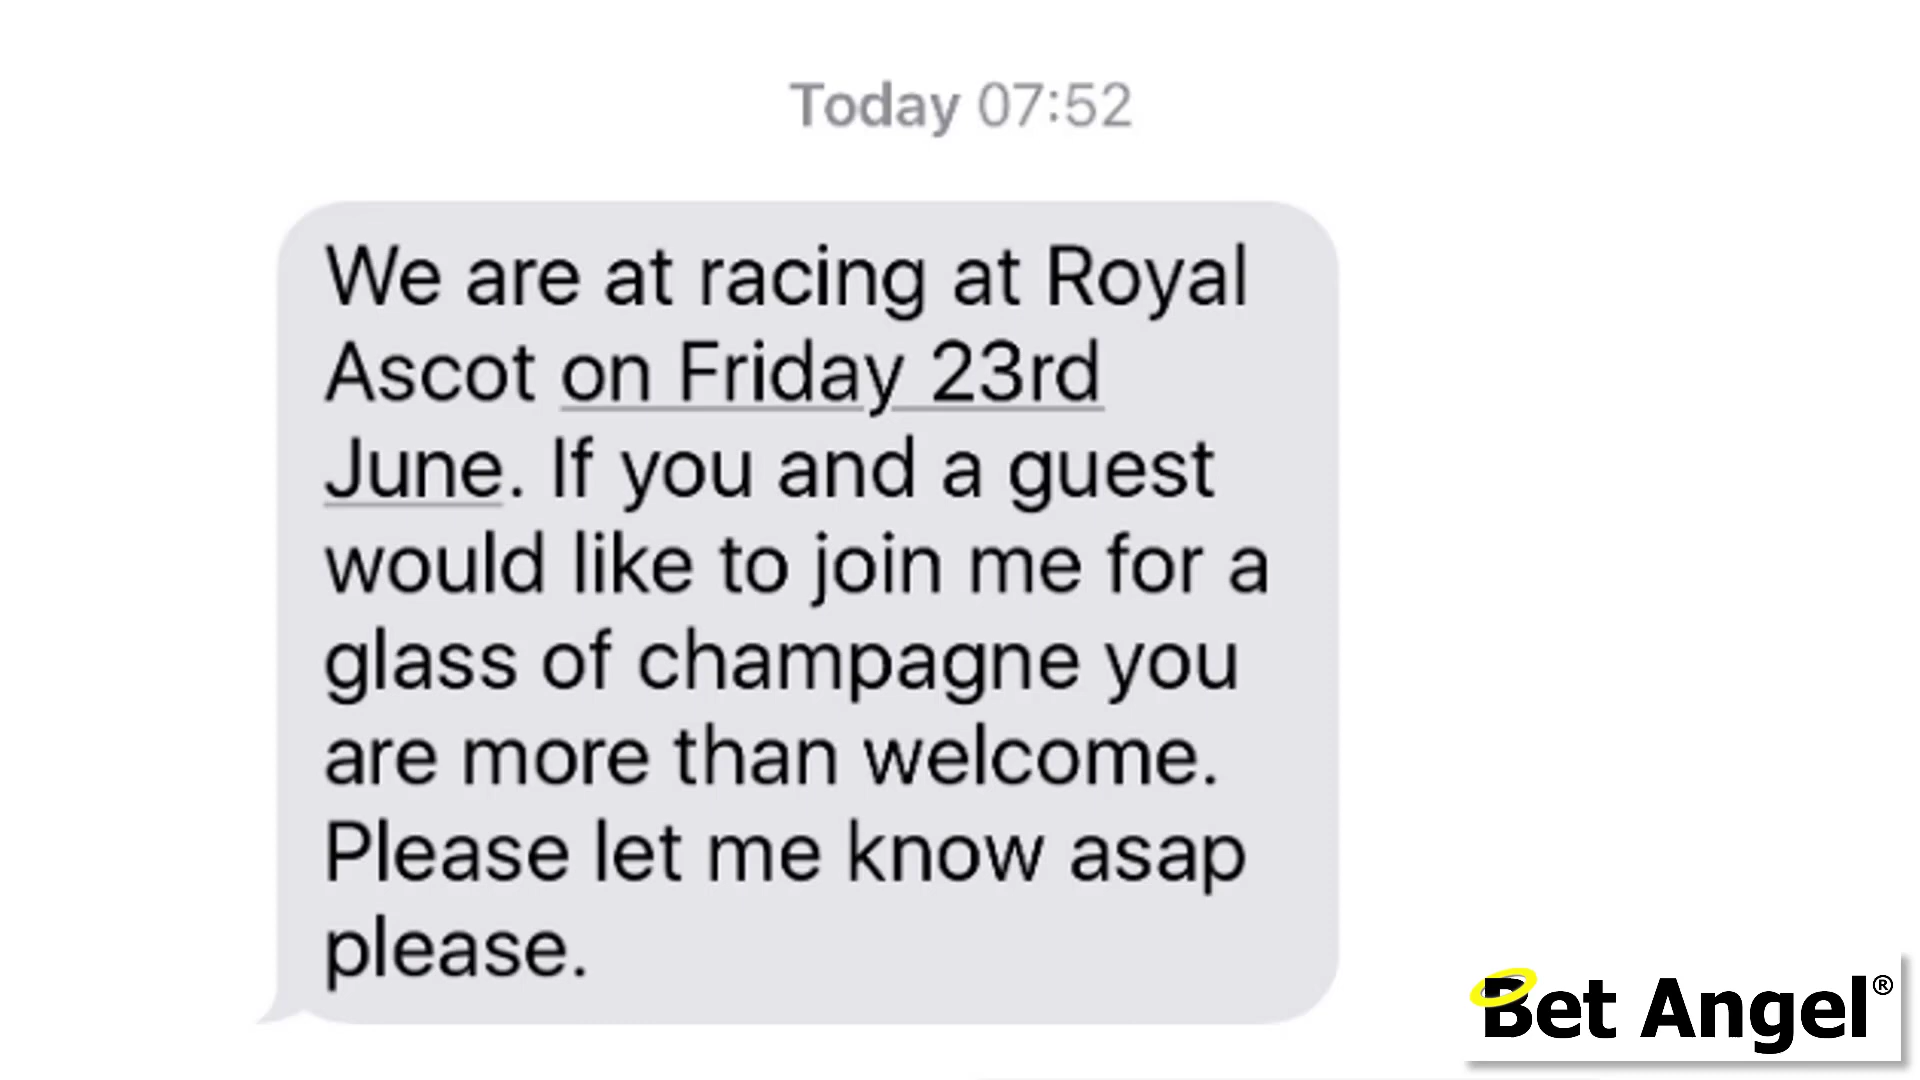 Today 07:52
We are at racing at Royal
Ascot on Friday 23rd
June. If you and a guest
would like to join me for a
glass of champagne you
are more than welcome.
Please let me know asap
please.
Bet Angel®